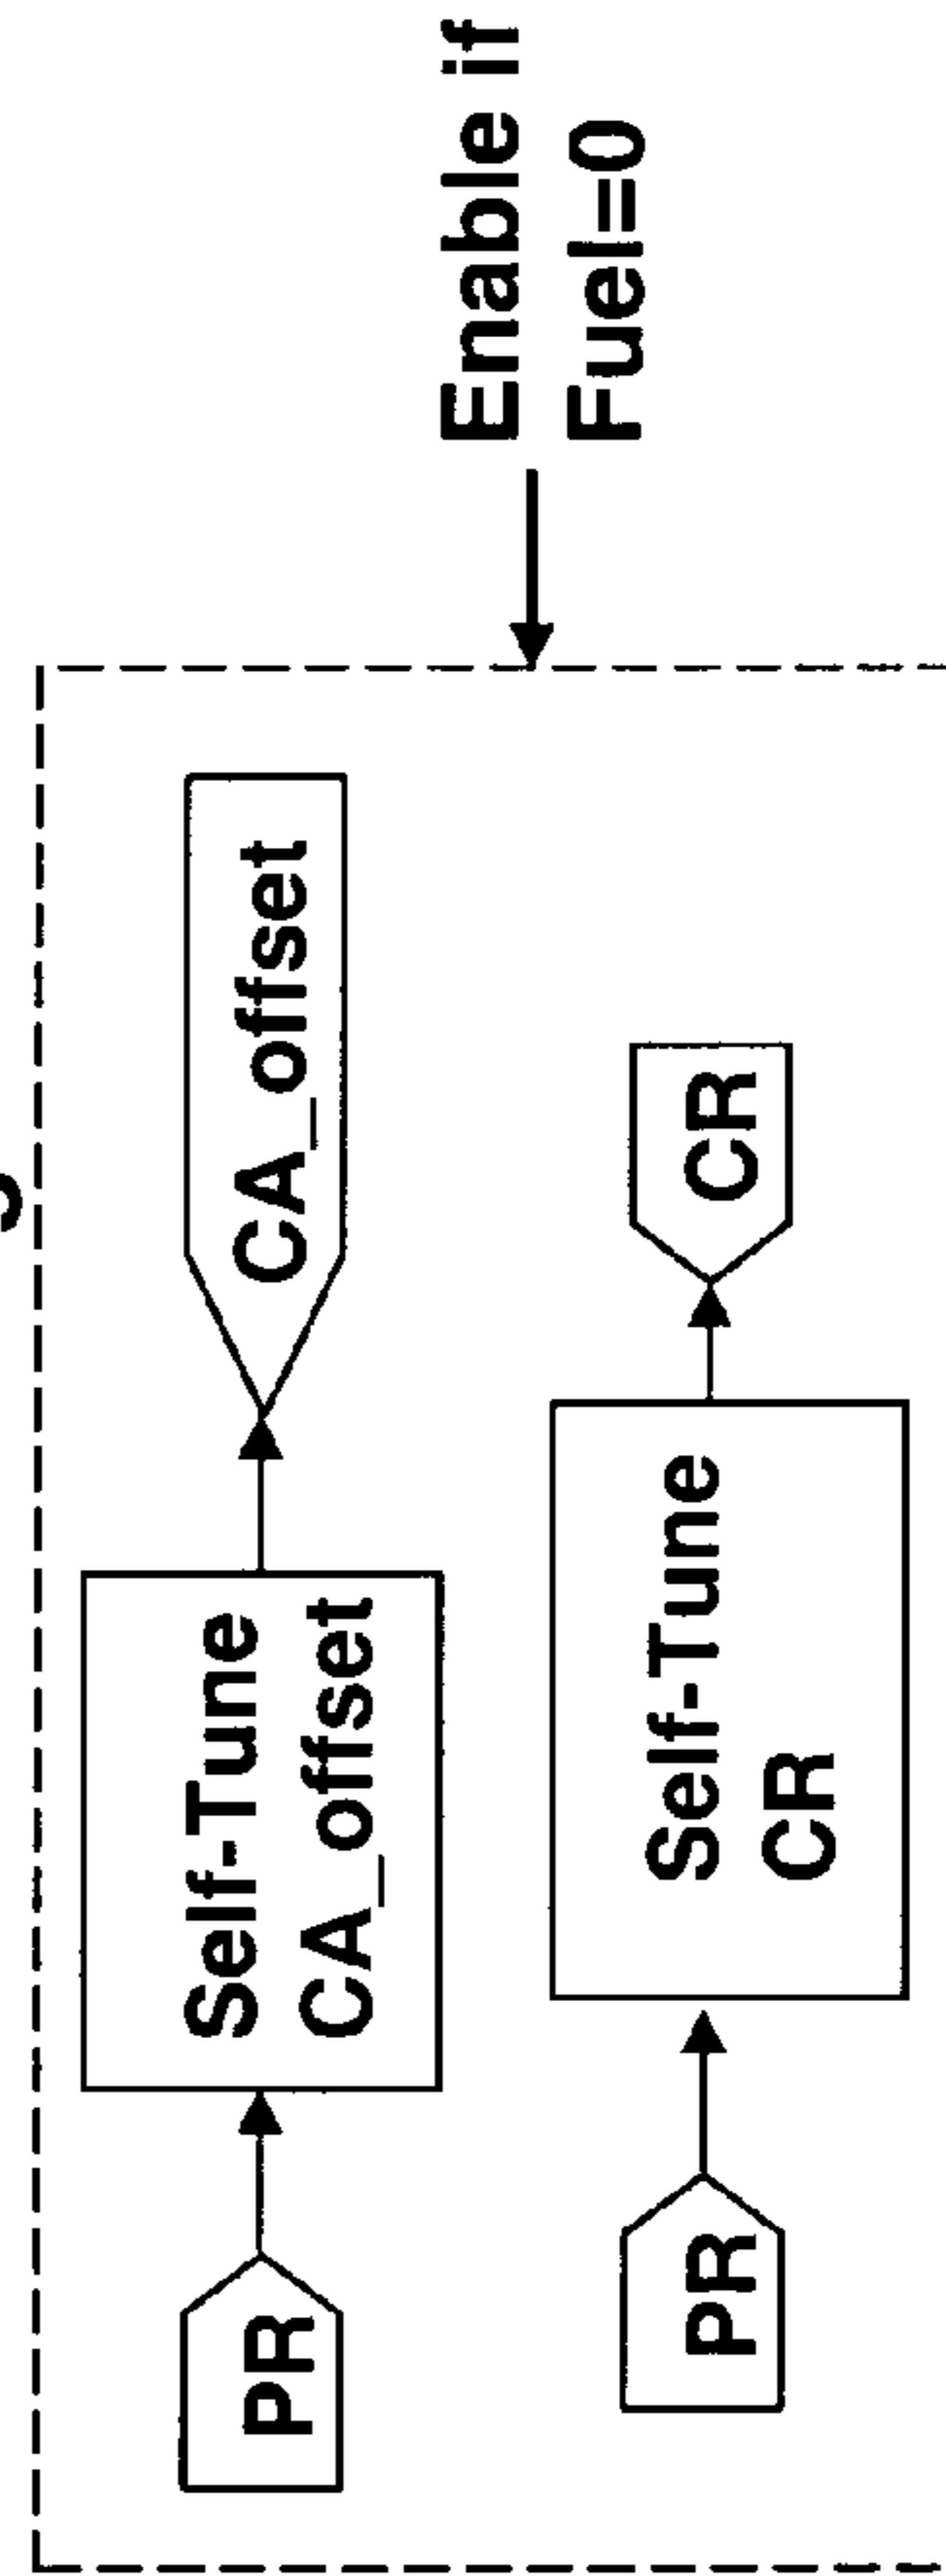 PR
Self-Tune
CA_offset
CA_offset
Enable if
Fuel=0
PR
Self-Tune
CR
CR